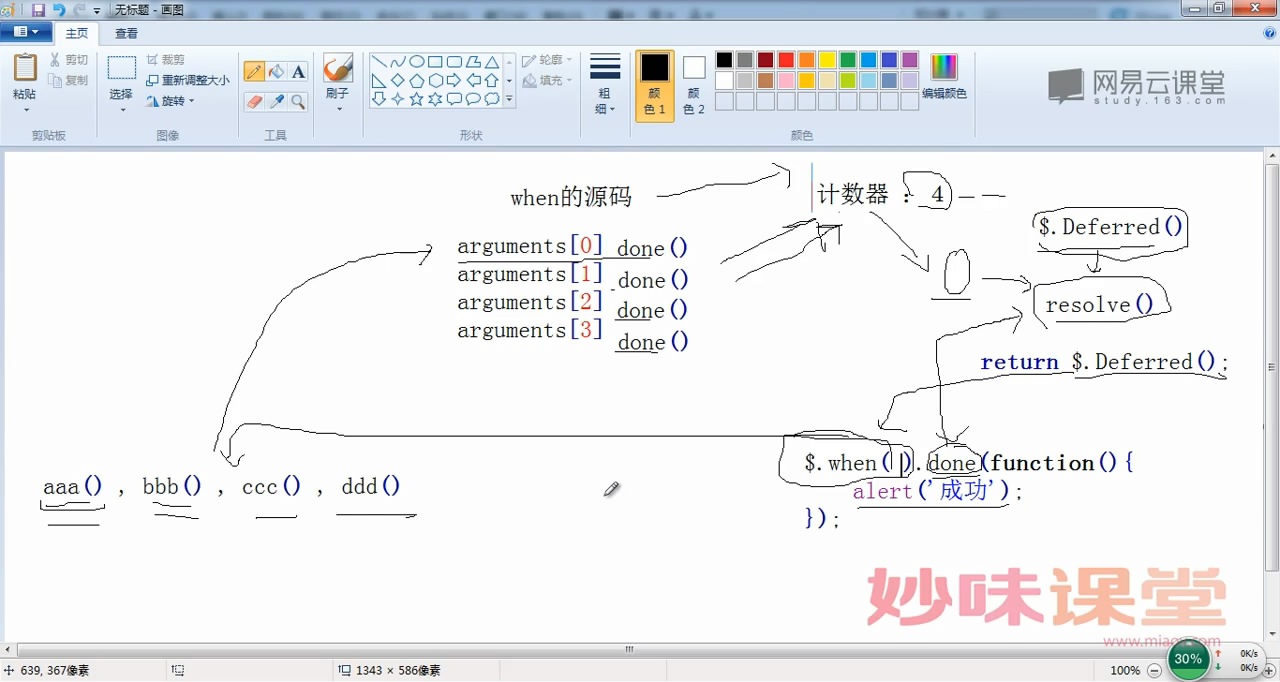 无标题 - 画图
主页
查看
粘贴
剪切
复制
剪贴板
选择
裁剪
重新调整大小
旋转
图像
A
工具
刷子
形状
轮廓
填充
粗细
颜色 1
颜色 2
颜色
编辑颜色
网易云课堂
study.163.com
when的源码
计数器 : 4 — —
arguments[0] done()
arguments[1] done()
arguments[2] done()
arguments[3] done()
0
$.Deferred()
resolve()
return $.Deferred();
$.when( ).done(function(){
alert('成功');
});
aaa() , bbb() , ccc() , ddd()
妙味课堂
www.miaov.com
639, 367像素
1343 × 586像素
100%
30%
0K/s
0K/s